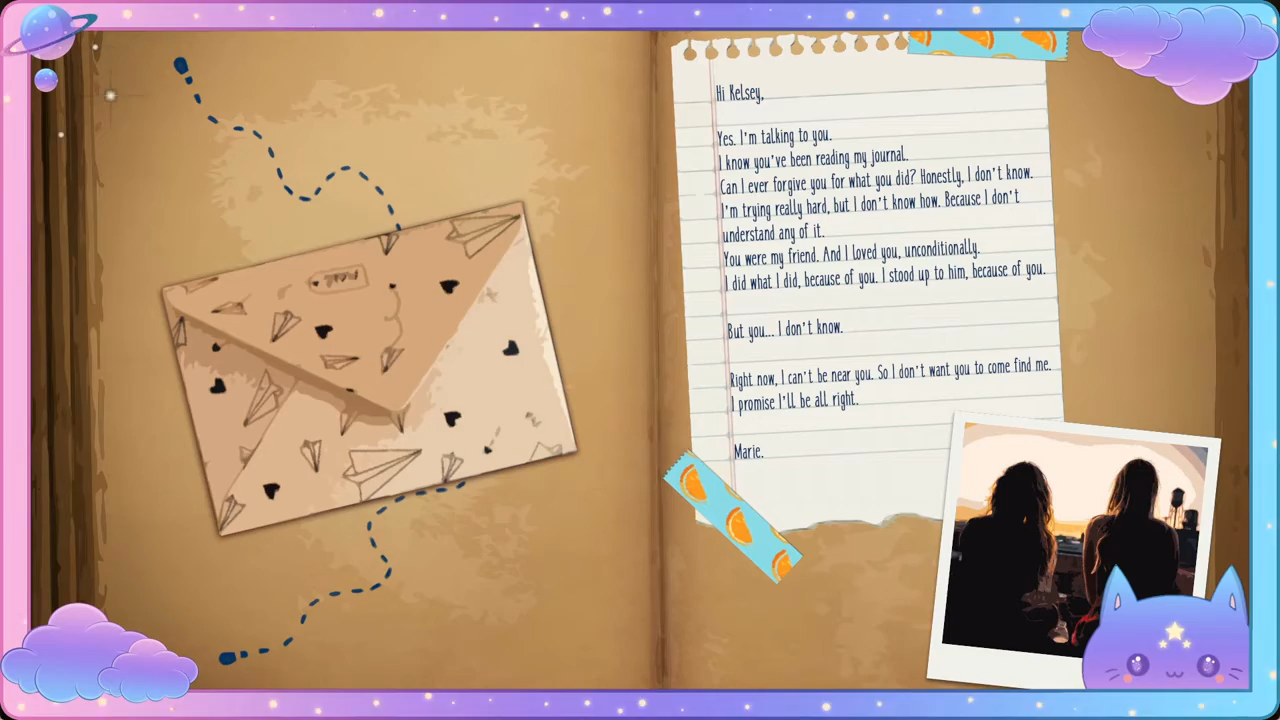 Hi Kelsey,
Yes. I'm talking to you.
I know you've been reading my journal.
Can I ever forgive you for what you did? Honestly, I don't know.
I'm trying really hard, but I don't know how. Because I don't
understand any of it.
You were my friend. And I loved you, unconditionally.
I did what I did, because of you. I stood up to him, because of you.
But you... I don't know.
Right now, I can't be near you. So I don't want you to come find me.
I promise I'll be all right.
Marie.